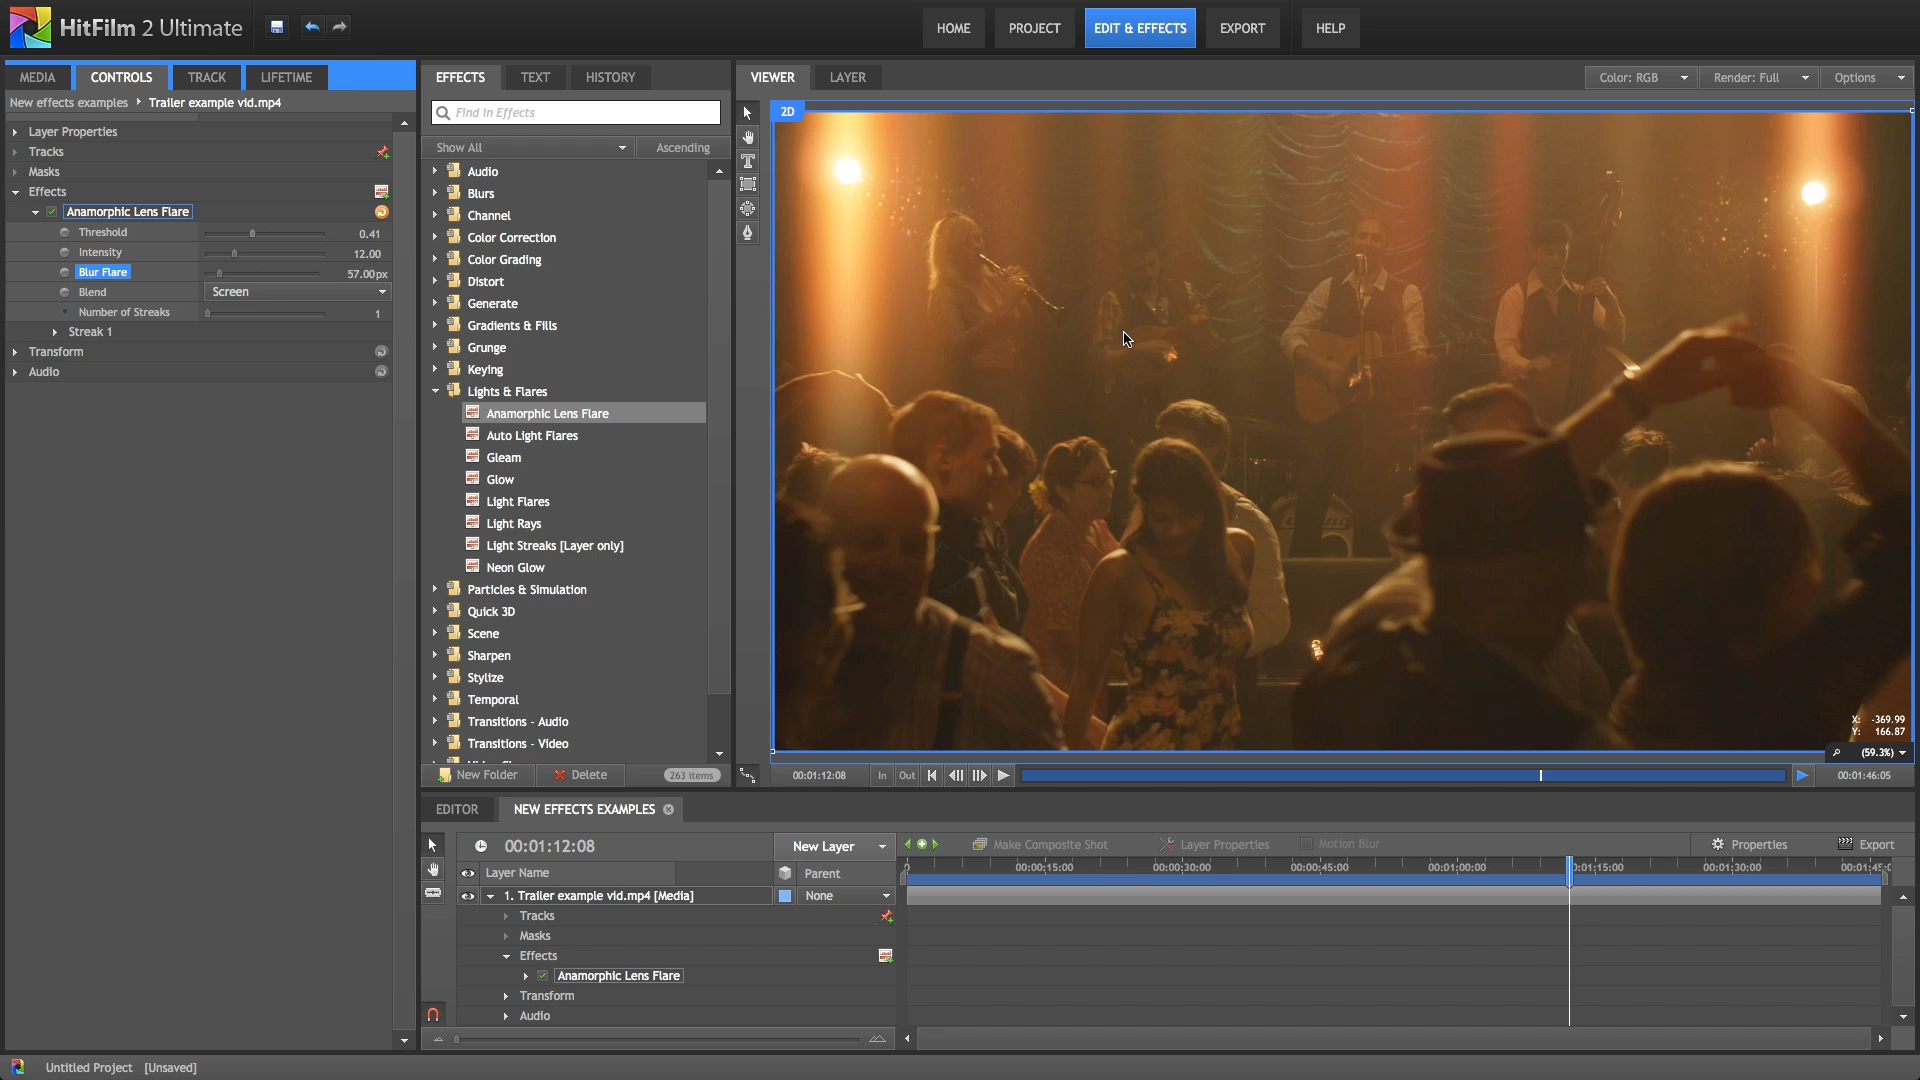 HitFilm 2 Ultimate
HOME
PROJECT
EDIT & EFFECTS
EXPORT
HELP
MEDIA
CONTROLS
TRACK
LIFETIME
New effects examples
Trailer example vid.mp4
Layer Properties
Tracks
Masks
Effects
Anamorphic Lens Flare
Threshold
0.41
Intensity
12.00
Blur Flare
57.00px
Blend
Screen
Number of Streaks
1
Streak 1
Transform
Audio
EFFECTS
TEXT
HISTORY
Find in Effects
Show All
Ascending
Audio
Blurs
Channel
Color Correction
Color Grading
Distort
Generate
Gradients & Fills
Grunge
Keying
Lights & Flares
Anamorphic Lens Flare
Auto Light Flares
Gleam
Glow
Light Flares
Light Rays
Light Streaks [Layer only]
Neon Glow
Particles & Simulation
Quick 3D
Scene
Sharpen
Stylize
Temporal
Transitions - Audio
Transitions - Video
New Folder
Delete
263 items
VIEWER
LAYER
Color: RGB
Render: Full
Options
2D
X: -369.99
Y: 166.87
(59.3%)
00:01:12:08
In
Out
00:01:46:05
EDITOR
NEW EFFECTS EXAMPLES
00:01:12:08
New Layer
Make Composite Shot
Layer Properties
Motion Blur
Properties
Export
Layer Name
Parent
00:00:15:00
00:00:30:00
00:00:45:00
00:01:00:00
0:01:15:00
00:01:30:00
00:01:45:0
1. Trailer example vid.mp4 [Media]
None
Tracks
Masks
Effects
Anamorphic Lens Flare
Transform
Audio
Untitled Project [Unsaved]